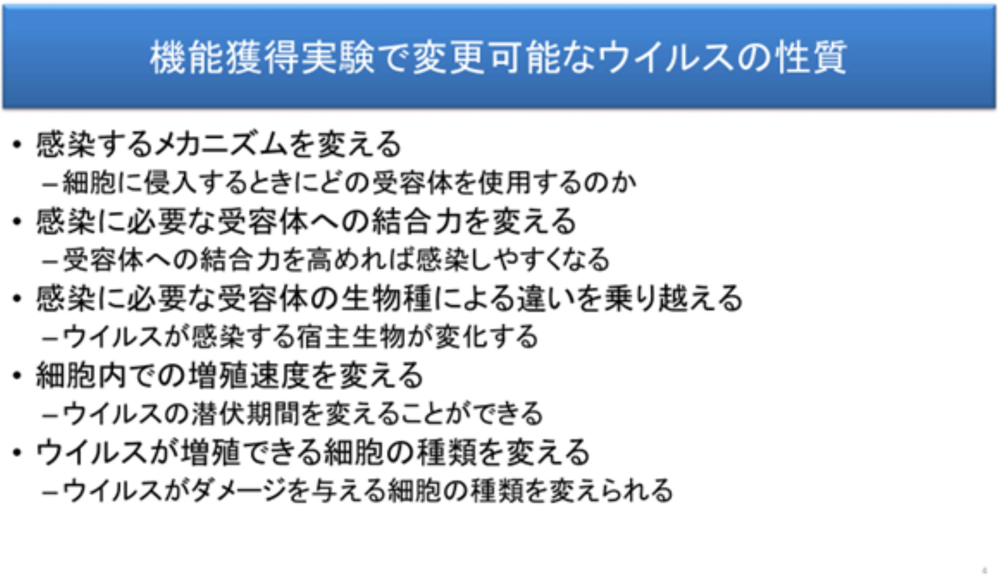 機能獲得実験で変更可能なウイルスの性質
• 感染するメカニズムを変える
–細胞に侵入するときにどの受容体を使用するのか
• 感染に必要な受容体への結合力を変える
–受容体への結合力を高めれば感染しやすくなる
• 感染に必要な受容体の生物種による違いを乗り越える
–ウイルスが感染する宿主生物が変化する
• 細胞内での増殖速度を変える
–ウイルスの潜伏期間を変えることができる
• ウイルスが増殖できる細胞の種類を変える
–ウイルスがダメージを与える細胞の種類を変えられる
4